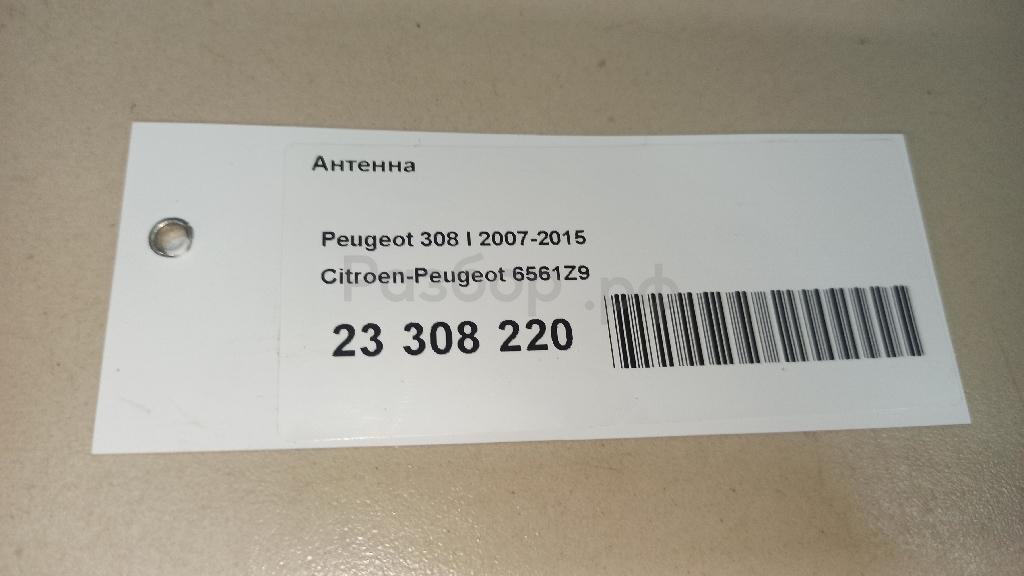 Антенна
Peugeot 308 I 2007-2015
Citroen-Peugeot 6561Z9
Разбор.рф
23 308 220